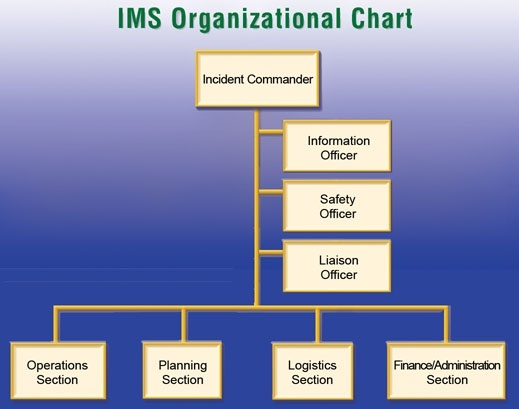 IMS Organizational Chart
Incident Commander
Information
Officer
Safety
Officer
Liaison
Officer
Operations
Section
Planning
Section
Logistics
Section
Finance/Administration
Section